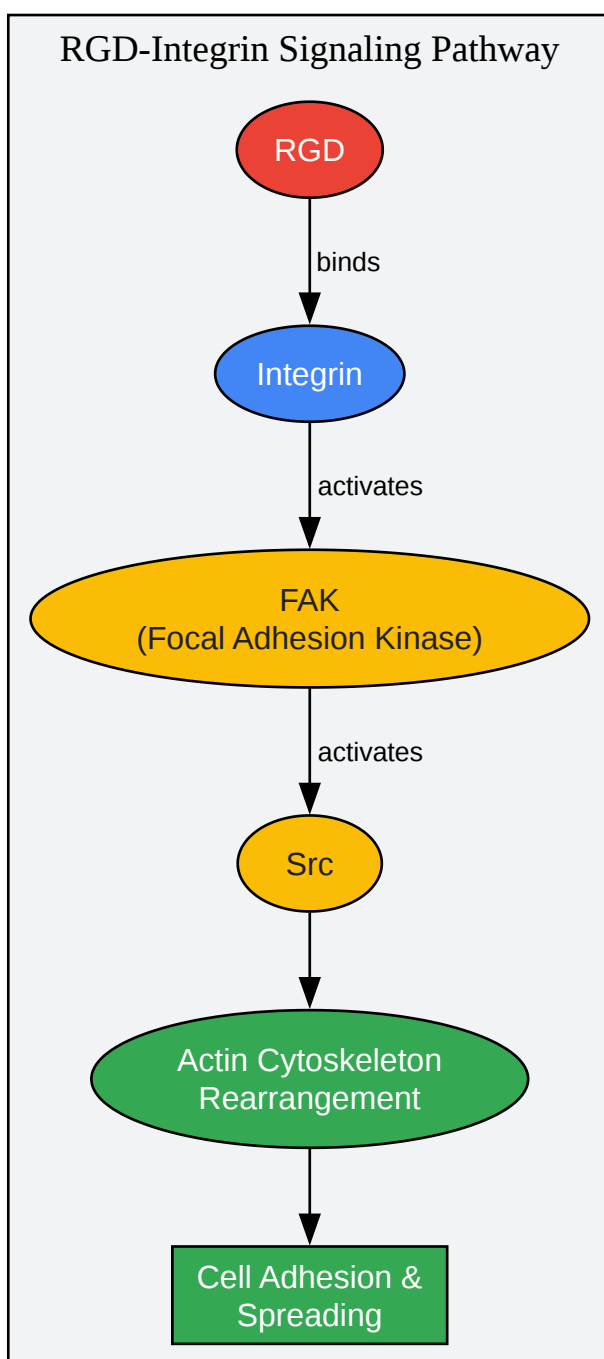 RGD-Integrin Signaling Pathway
RGD
binds
Integrin
activates
FAK
(Focal Adhesion Kinase)
activates
Src
Actin Cytoskeleton
Rearrangement
Cell Adhesion &
Spreading